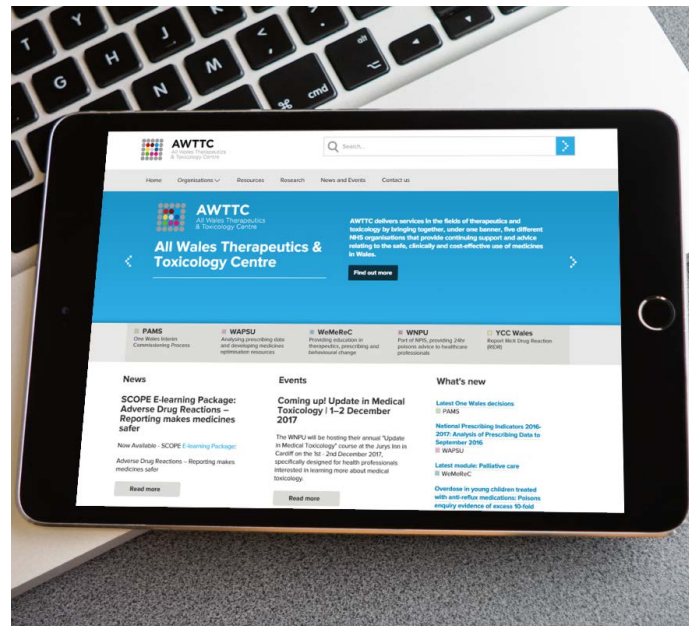 T
Y
H
M
<
,
>
.
G
N
alt
⌘
cmd
AWTTC
All Wales Therapeutics
& Toxicology Centre
Search...
Home Organisations Resources Research News and Events Contact us
AWTTC
All Wales Therapeutics
& Toxicology Centre
All Wales Therapeutics &
Toxicology Centre
AWTTC delivers services in the fields of therapeutics and
toxicology by bringing together, under one banner, five different
NHS organisations that provide continuing support and advice
relating to the safe, clinically and cost-effective use of medicines
in Wales.
Find out more
PAMS
One Wales Interim
Commissioning Process
WAPSU
Analysing prescribing data
and developing medicines
optimisation resources
WeMeReC
Providing education in
therapeutics, prescribing and
behavioural change
WNPU
Part of NPIS, providing 24hr
poisons advice to healthcare
professionals
YCC Wales
Report Illicit Drug Reaction
(RIDR)
News
SCOPE E-learning Package:
Adverse Drug Reactions –
Reporting makes medicines
safer
Now Available - SCOPE E-learning Package:
Adverse Drug Reactions – Reporting makes
medicines safer
Read more
Events
Coming up! Update in Medical
Toxicology | 1–2 December
2017
The WNPU will be hosting their annual "Update
in Medical Toxicology" course at the Jurys Inn in
Cardiff on the 1st - 2nd December 2017,
specifically designed for health professionals
interested in learning more about medical
toxicology.
Read more
What's new
Latest One Wales decisions
PAMS
National Prescribing Indicators 2016-
2017: Analysis of Prescribing Data to
September 2016
WAPSU
Latest module: Palliative care
WeMeReC
Overdose in young children treated
with anti-reflux medications: Poisons
enquiry evidence of excess 10-fold